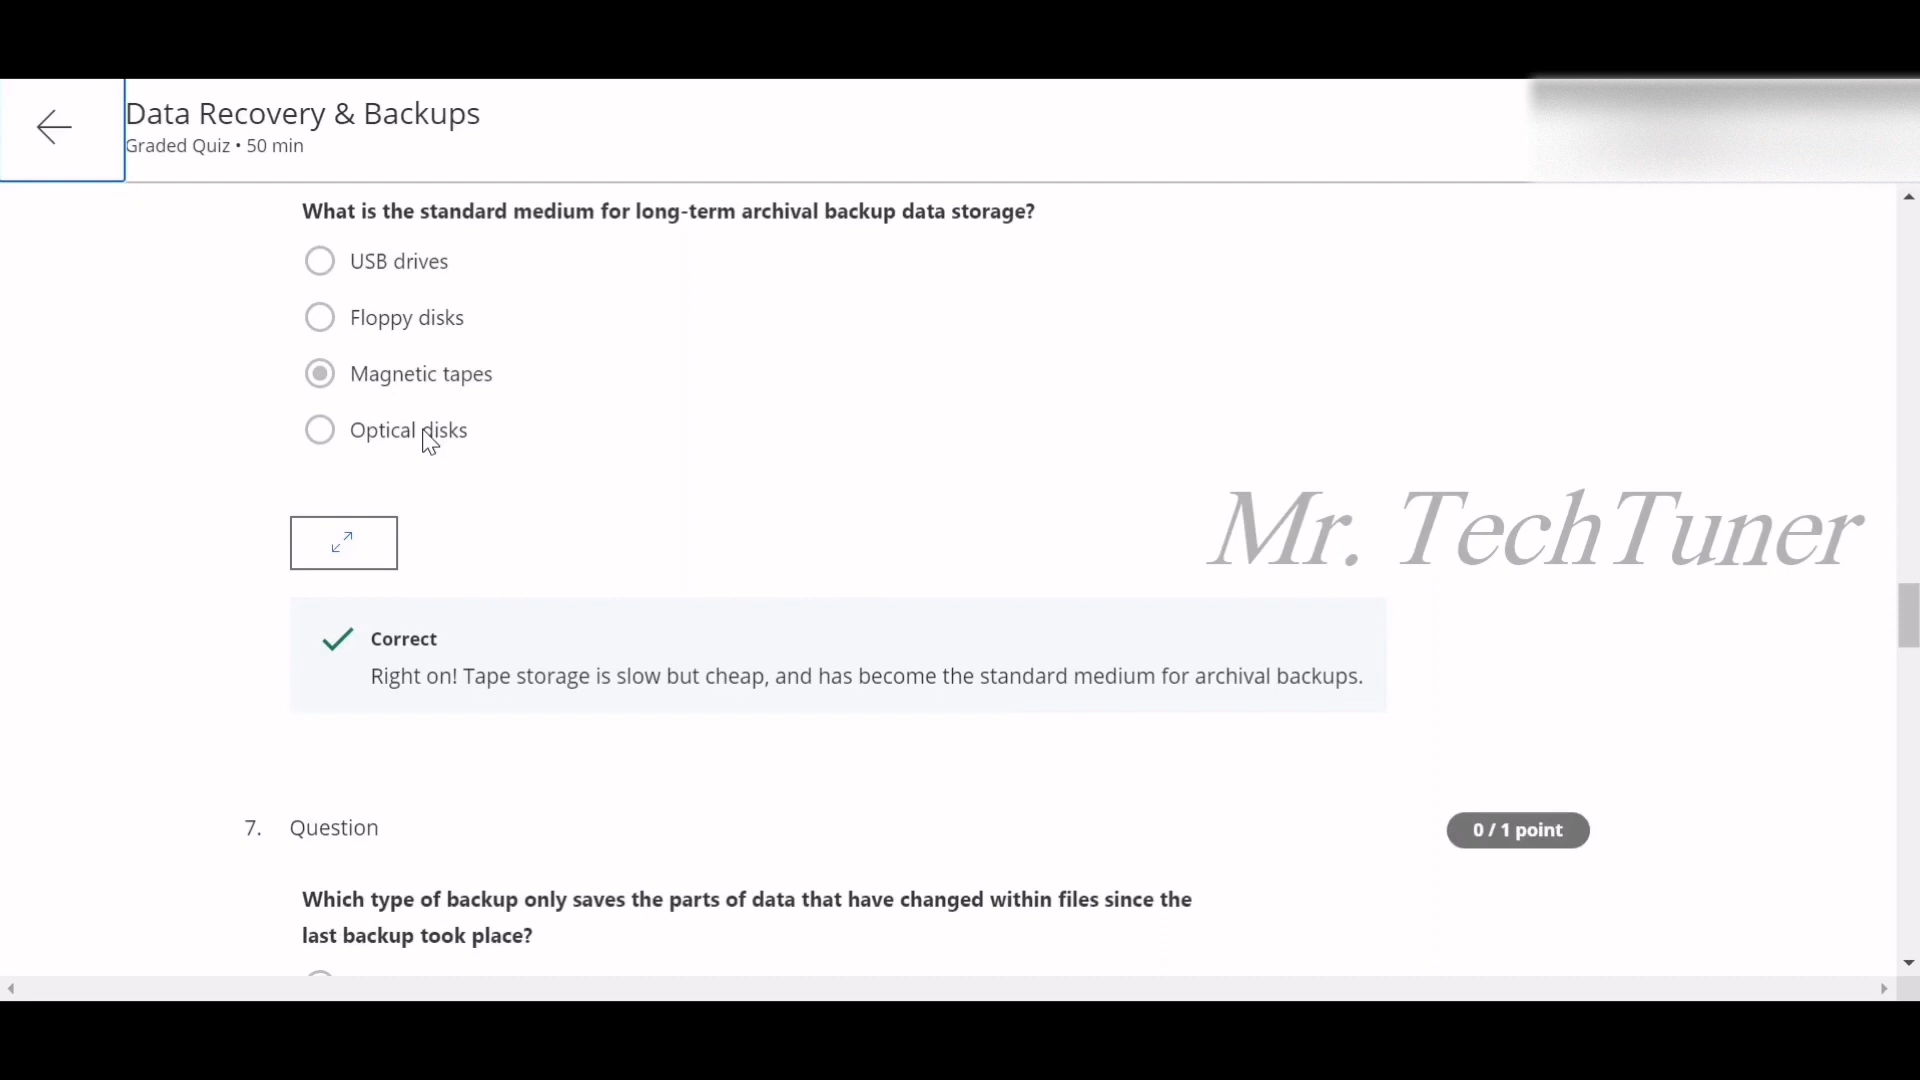 Data Recovery & Backups
Graded Quiz • 50 min
What is the standard medium for long-term archival backup data storage?
USB drives
Floppy disks
Magnetic tapes
Optical disks
Mr. TechTuner
Correct
Right on! Tape storage is slow but cheap, and has become the standard medium for archival backups.
7. Question
0 / 1 point
Which type of backup only saves the parts of data that have changed within files since the
last backup took place?